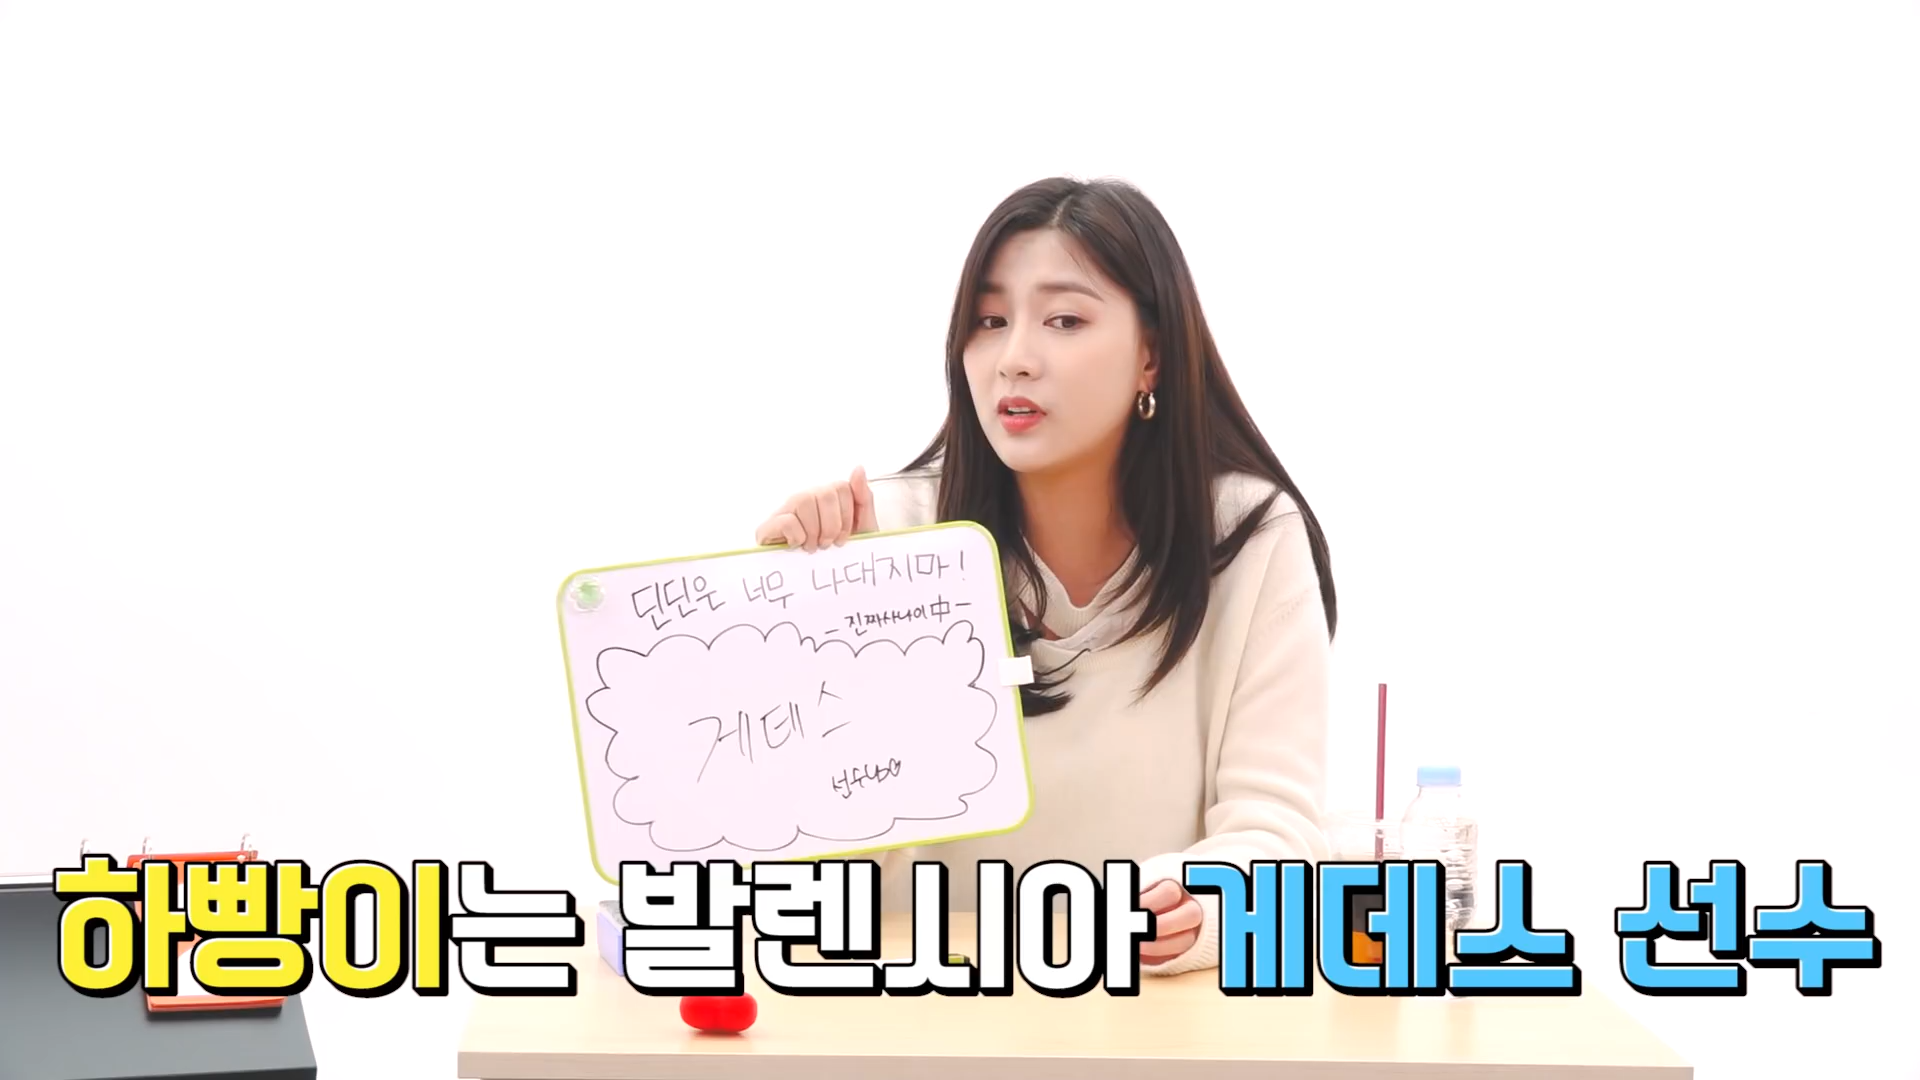 딘딘은 너무 나대지마!
- 진짜사나이 中 -
게데스
선수님♡
하빵이는 발렌시아 게데스 선수